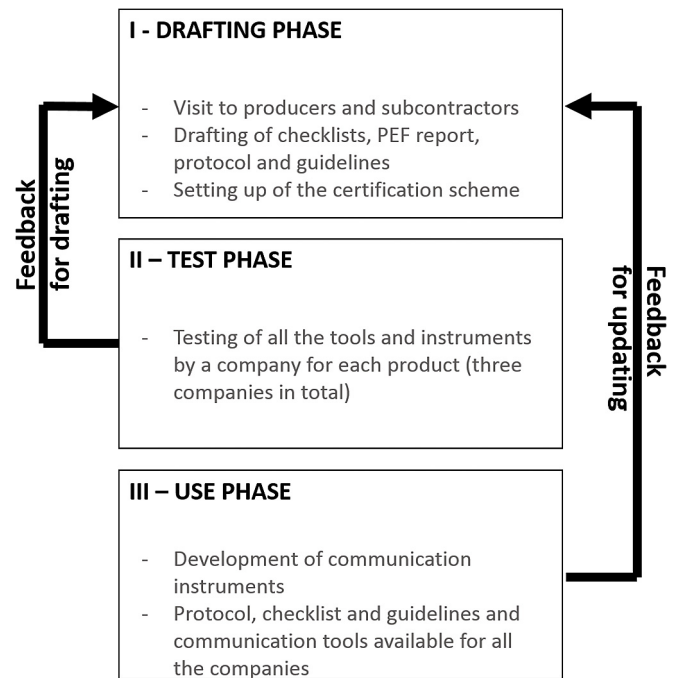 I - DRAFTING PHASE
- Visit to producers and subcontractors
- Drafting of checklists, PEF report,
protocol and guidelines
- Setting up of the certification scheme
Feedback
for drafting
II – TEST PHASE
- Testing of all the tools and instruments
by a company for each product (three
companies in total)
Feedback
for updating
III – USE PHASE
- Development of communication
instruments
- Protocol, checklist and guidelines and
communication tools available for all
the companies